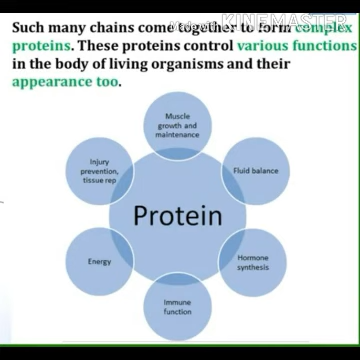 Such many chains come together to form complex
proteins. These proteins control various functions
in the body of living organisms and their
appearance too.
KINEMASTER
Muscle
growth and
maintenance
Injury
prevention,
tissue rep
Fluid balance
Protein
Energy
Hormone
synthesis
Immune
function